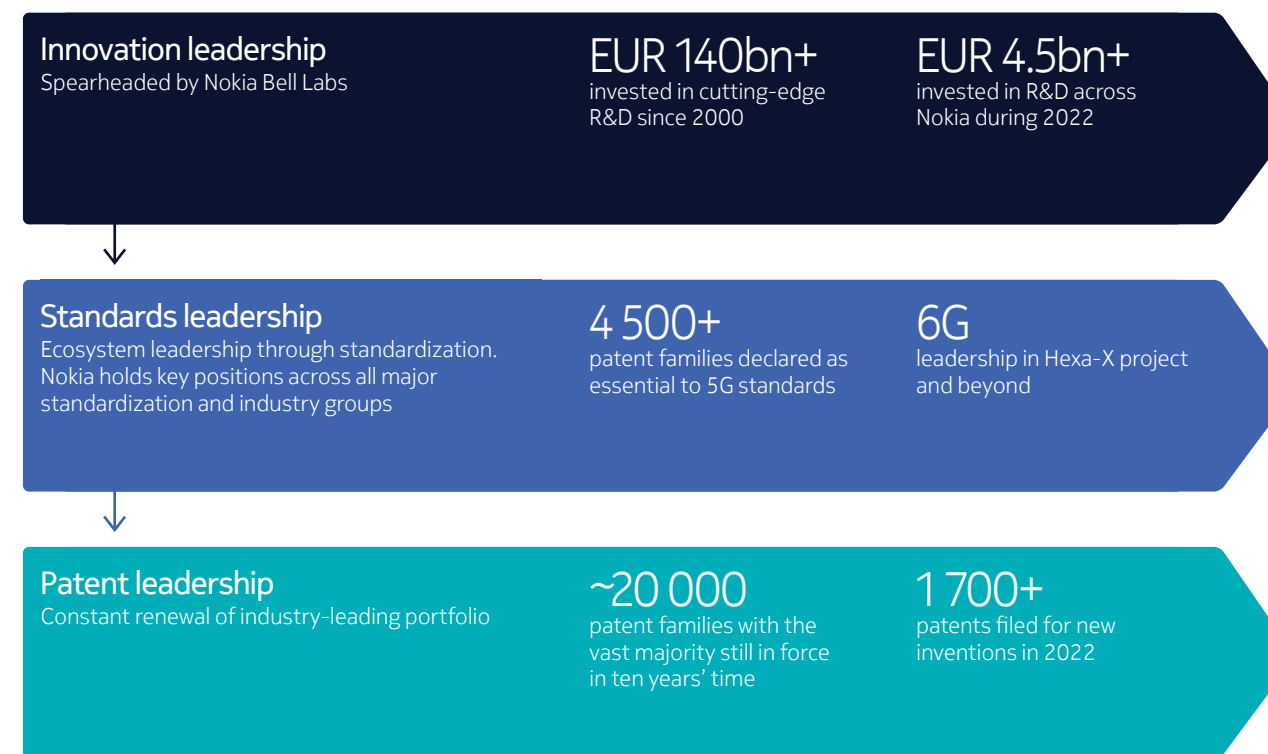 Innovation leadership
Spearheaded by Nokia Bell Labs
EUR 140bn+
invested in cutting-edge
R&D since 2000
EUR 4.5bn+
invested in R&D across
Nokia during 2022
Standards leadership
Ecosystem leadership through standardization.
Nokia holds key positions across all major
standardization and industry groups
4 500+
patent families declared as
essential to 5G standards
6G
leadership in Hexa-X project
and beyond
Patent leadership
Constant renewal of industry-leading portfolio
~20 000
patent families with the
vast majority still in force
in ten years’ time
1 700+
patents filed for new
inventions in 2022